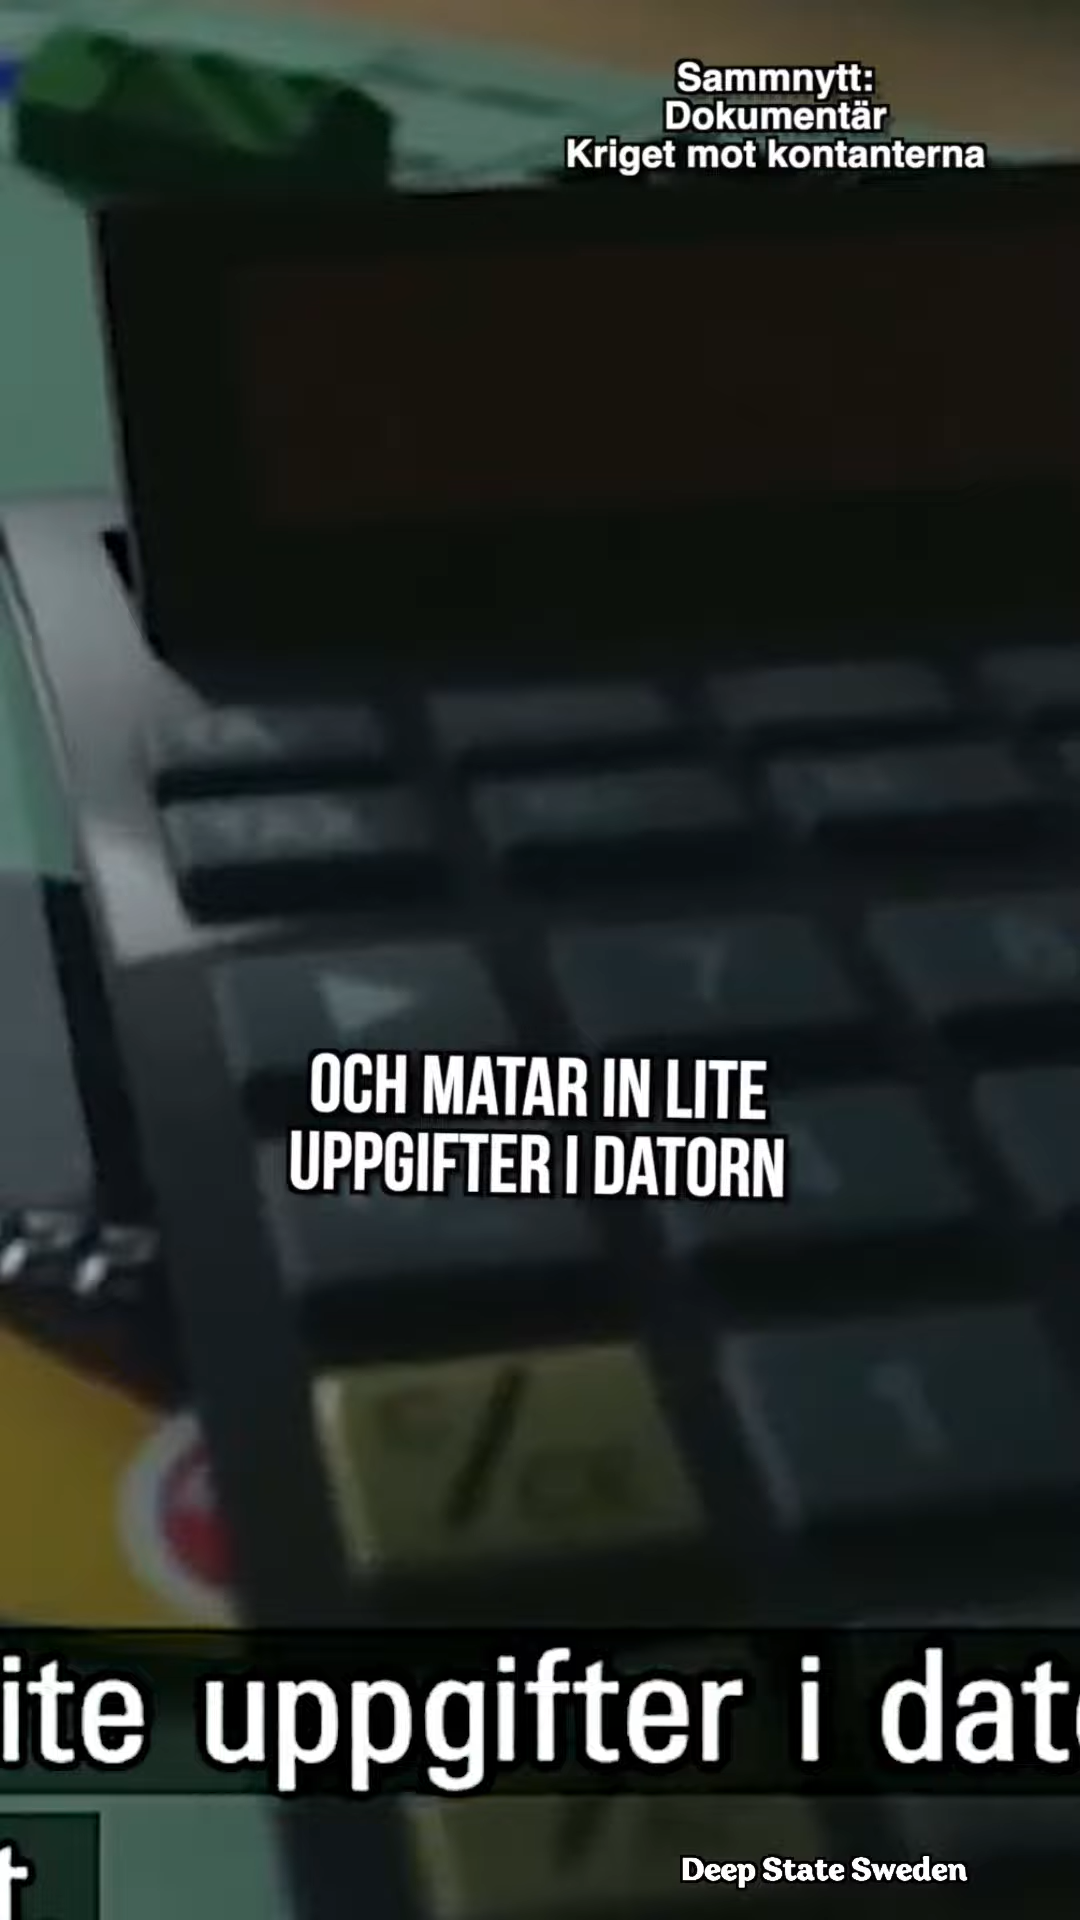 Sammnytt:
Dokumentär
Kriget mot kontanterna
OCH MATAR IN LITE
UPPGIFTER I DATORN
ite uppgifter i dat
t
Deep State Sweden